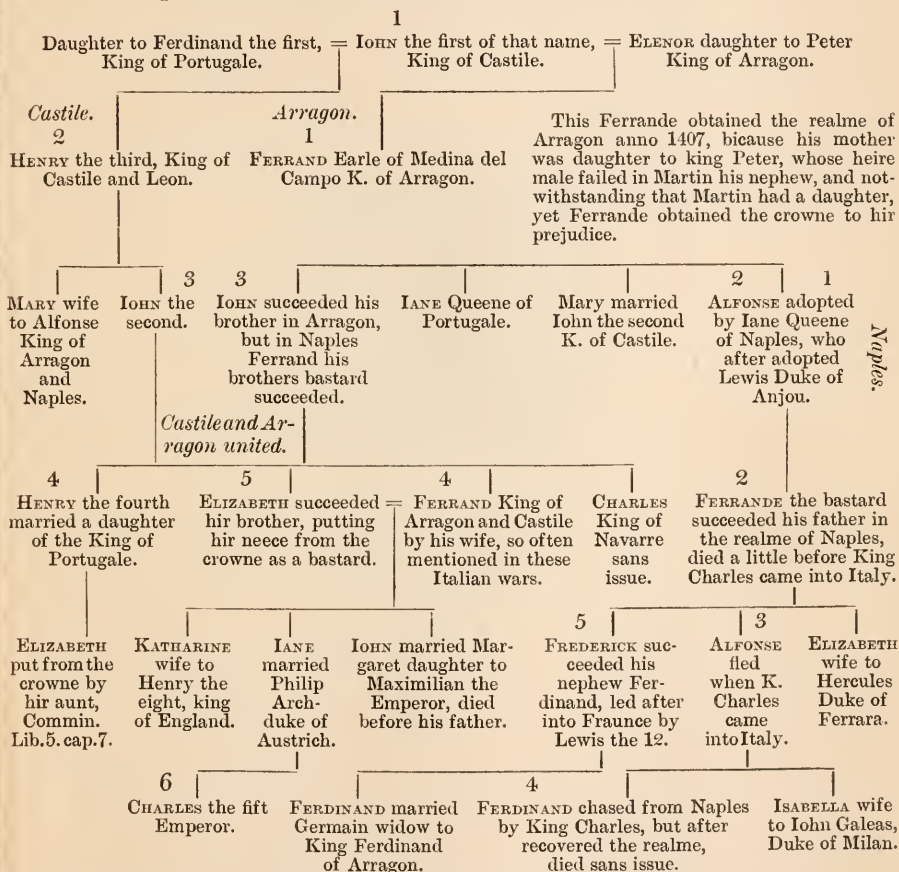 1
Daughter to Ferdinand the first, = IOHN the first of that name, = ELENOR daughter to Peter
King of Portugale. King of Castile. King of Arragon.
Castile. Arragon.
2 1
HENRY the third, King of
Castile and Leon.
FERRAND Earle of Medina del
Campo K. of Arragon.
This Ferrande obtained the realme of
Arragon anno 1407, bicause his mother
was daughter to king Peter, whose heire
male failed in Martin his nephew, and not-
withstanding that Martin had a daughter,
yet Ferrande obtained the crowne to hir
prejudice.
MARY wife
to Alfonse
King of
Arragon
and
Naples.
3
IOHN the
second.
3
IOHN succeeded his
brother in Arragon,
but in Naples
Ferrand his
brothers bastard
succeeded.
IANE Queene of
Portugale.
Mary married
Iohn the second
K. of Castile.
2 1
ALFONSE adopted
by Iane Queene
of Naples, who
after adopted
Lewis Duke of
Anjou.
Naples.
Castile and Ar-
ragon united.
4
HENRY the fourth
married a daughter
of the King of
Portugale.
5
ELIZABETH succeeded =
hir brother, putting
hir neece from the
crowne as a bastard.
4
FERRAND King of
Arragon and Castile
by his wife, so often
mentioned in these
Italian wars.
CHARLES
King of
Navarre
sans
issue.
2
FERRANDE the bastard
succeeded his father in
the realme of Naples,
died a little before King
Charles came into Italy.
ELIZABETH
put from the
crowne by
hir aunt,
Commin.
Lib. 5. cap. 7.
KATHARINE
wife to
Henry the
eight, king
of England.
IANE
married
Philip
Arch-
duke of
Austrich.
IOHN married Mar-
garet daughter to
Maximilian the
Emperor, died
before his father.
5
FREDERICK suc-
ceeded his
nephew Fer-
dinand, led after
into Fraunce by
Lewis the 12.
3
ALFONSE
fled
when K.
Charles
came
into Italy.
ELIZABETH
wife to
Hercules
Duke of
Ferrara.
6
CHARLES the fift
Emperor.
FERDINAND married
Germain widow to
King Ferdinand
of Arragon.
4
FERDINAND chased from Naples
by King Charles, but after
recovered the realme,
died sans issue.
ISABELLA wife
to Iohn Galeas,
Duke of Milan.